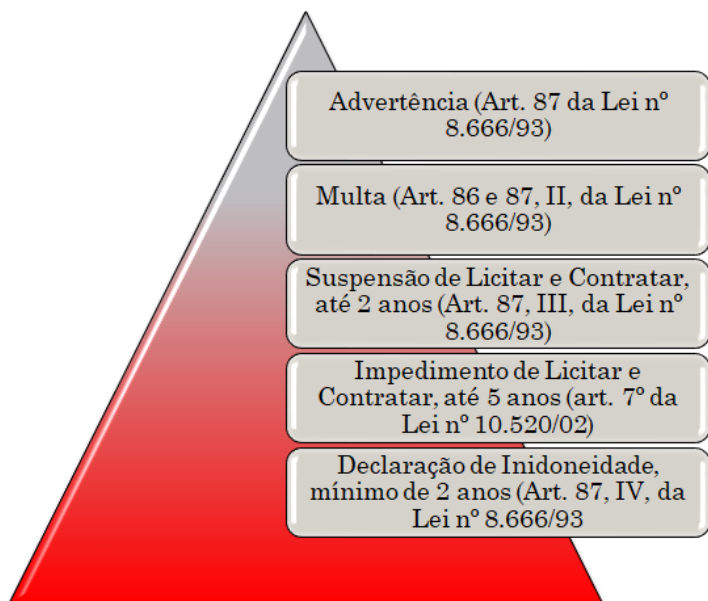 Advertência (Art. 87 da Lei nº
8.666/93)
Multa (Art. 86 e 87, II, da Lei nº
8.666/93)
Suspensão de Licitar e Contratar,
até 2 anos (Art. 87, III, da Lei nº
8.666/93)
Impedimento de Licitar e
Contratar, até 5 anos (art. 7º da
Lei nº 10.520/02)
Declaração de Inidoneidade,
mínimo de 2 anos (Art. 87, IV, da
Lei nº 8.666/93